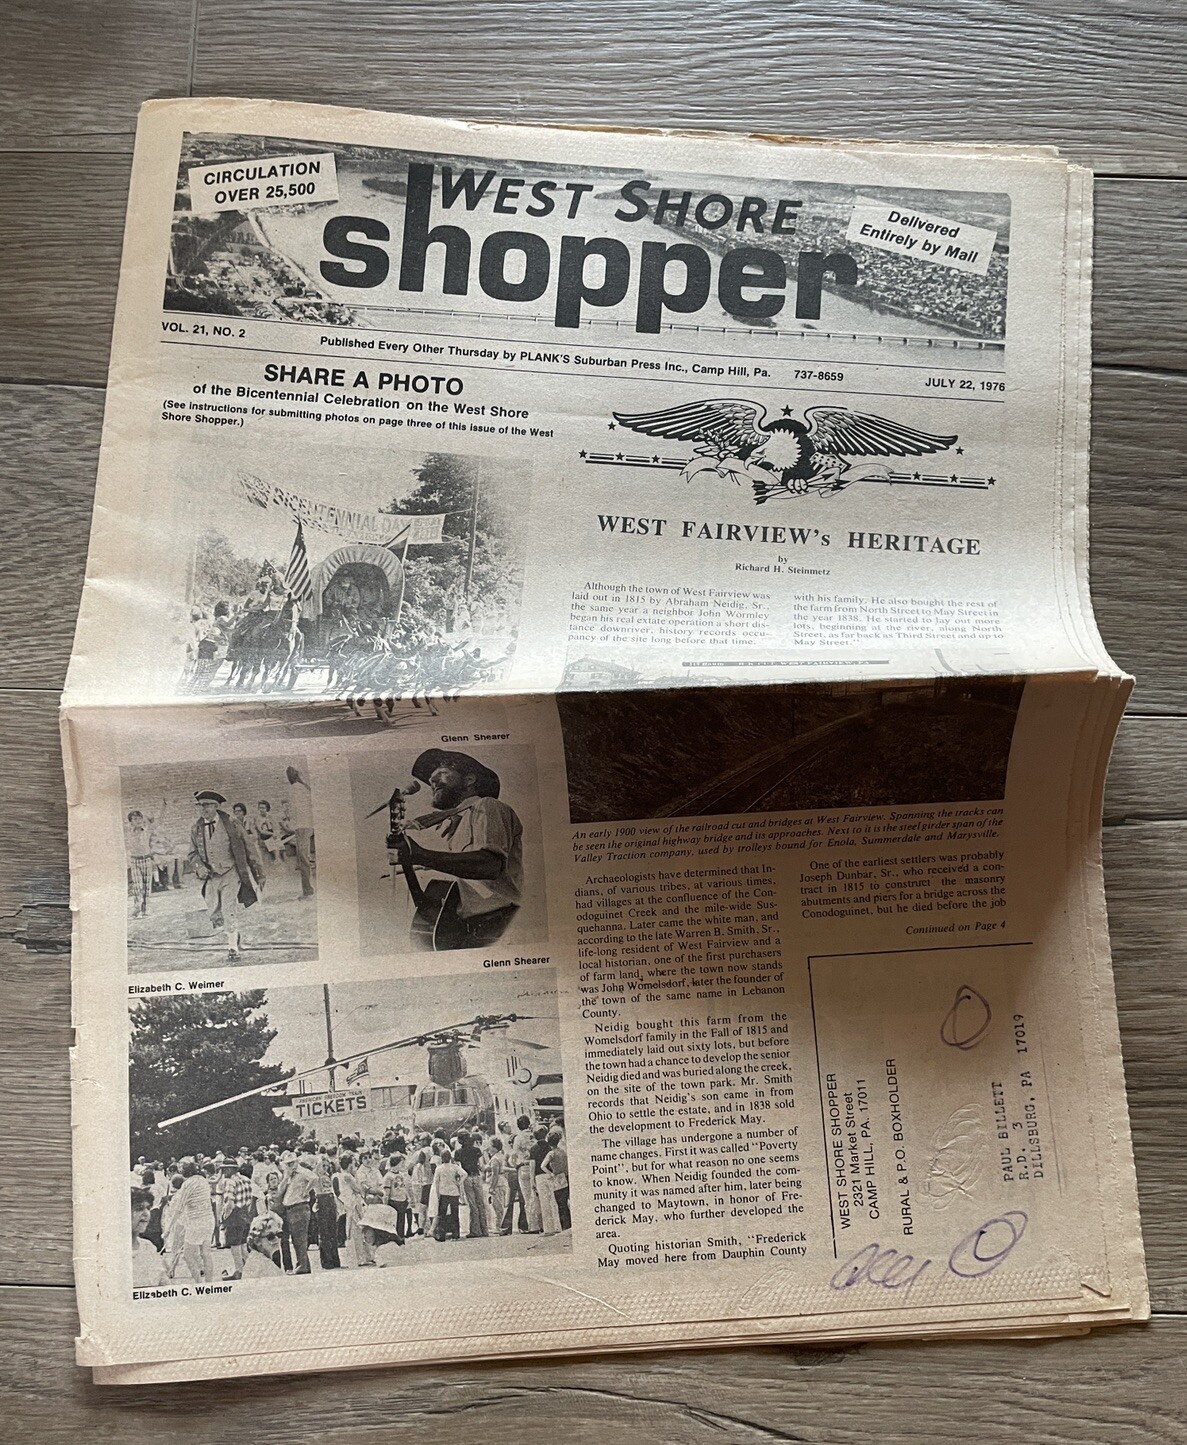 CIRCULATION
OVER 25,500
WEST SHORE
shopper
Delivered
Entirely by Mail
VOL. 21, NO. 2
Published Every Other Thursday by PLANK'S Suburban Press Inc., Camp Hill, Pa. 737-8659
JULY 22, 1976
SHARE A PHOTO
of the Bicentennial Celebration on the West Shore
(See instructions for submitting photos on page three of this issue of the West
Shore Shopper.)
BICENTENNIAL DAY
Glenn Shearer
Elizabeth C. Weimer
Glenn Shearer
AMERICAN FREEDOM TRAIN
TICKETS
Elizabeth C. Weimer
WEST FAIRVIEW's HERITAGE
by
Richard H. Steinmetz
Although the town of West Fairview was
laid out in 1815 by Abraham Neidig, Sr.,
the same year a neighbor John Wormley
began his real estate operation a short dis-
tance downriver, history records occu-
pancy of the site long before that time.
with his family. He also bought the rest of
the farm from North Street to May Street in
the year 1838. He started to lay out more
lots, beginning at the river, along North
Street, as far back as Third Street and up to
May Street."
WEST FAIRVIEW, PA
An early 1900 view of the railroad cut and bridges at West Fairview. Spanning the tracks can
be seen the original highway bridge and its approaches. Next to it is the steel girder span of the
Valley Traction company, used by trolleys bound for Enola, Summerdale and Marysville.
Archaeologists have determined that In-
dians, of various tribes, at various times,
had villages at the confluence of the Con-
odoguinet Creek and the mile-wide Sus-
quehanna. Later came the white man, and
according to the late Warren B. Smith, Sr.,
life-long resident of West Fairview and a
local historian, one of the first purchasers
of farm land, where the town now stands
was John Womelsdorf, later the founder of
the town of the same name in Lebanon
County.
Neidig bought this farm from the
Womelsdorf family in the Fall of 1815 and
immediately laid out sixty lots, but before
the town had a chance to develop the senior
Neidig died and was buried along the creek,
on the site of the town park. Mr. Smith
records that Neidig's son came in from
Ohio to settle the estate, and in 1838 sold
the development to Frederick May.
The village has undergone a number of
name changes. First it was called "Poverty
Point", but for what reason no one seems
to know. When Neidig founded the com-
munity it was named after him, later being
changed to Maytown, in honor of Fre-
derick May, who further developed the
area.
Quoting historian Smith, "Frederick
May moved here from Dauphin County
One of the earliest settlers was probably
Joseph Dunbar, Sr., who received a con-
tract in 1815 to construct the masonry
abutments and piers for a bridge across the
Conodoguinet, but he died before the job
Continued on Page 4
WEST SHORE SHOPPER
2321 Market Street
CAMP HILL, PA. 17011
RURAL & P.O. BOXHOLDER
PAUL BILLETT
R.D. 3
DILLSBURG, PA 17019